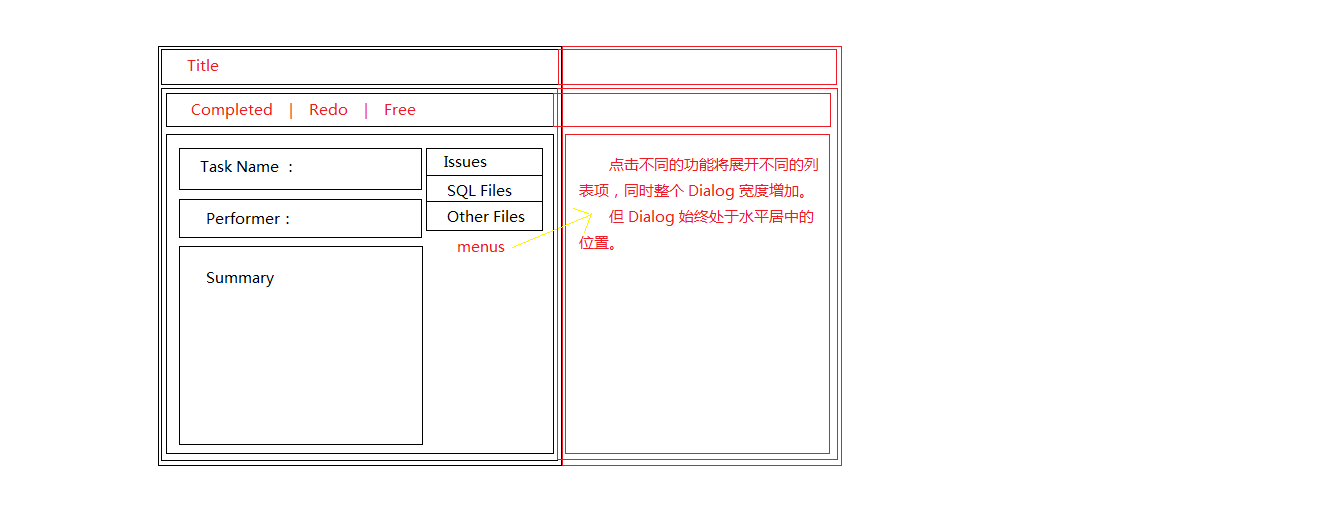 Title
Completed | Redo | Free
Task Name ：
Issues
SQL Files
Performer：
Other Files
menus
Summary
点击不同的功能将展开不同的列
表项，同时整个 Dialog 宽度增加。
但 Dialog 始终处于水平居中的
位置。